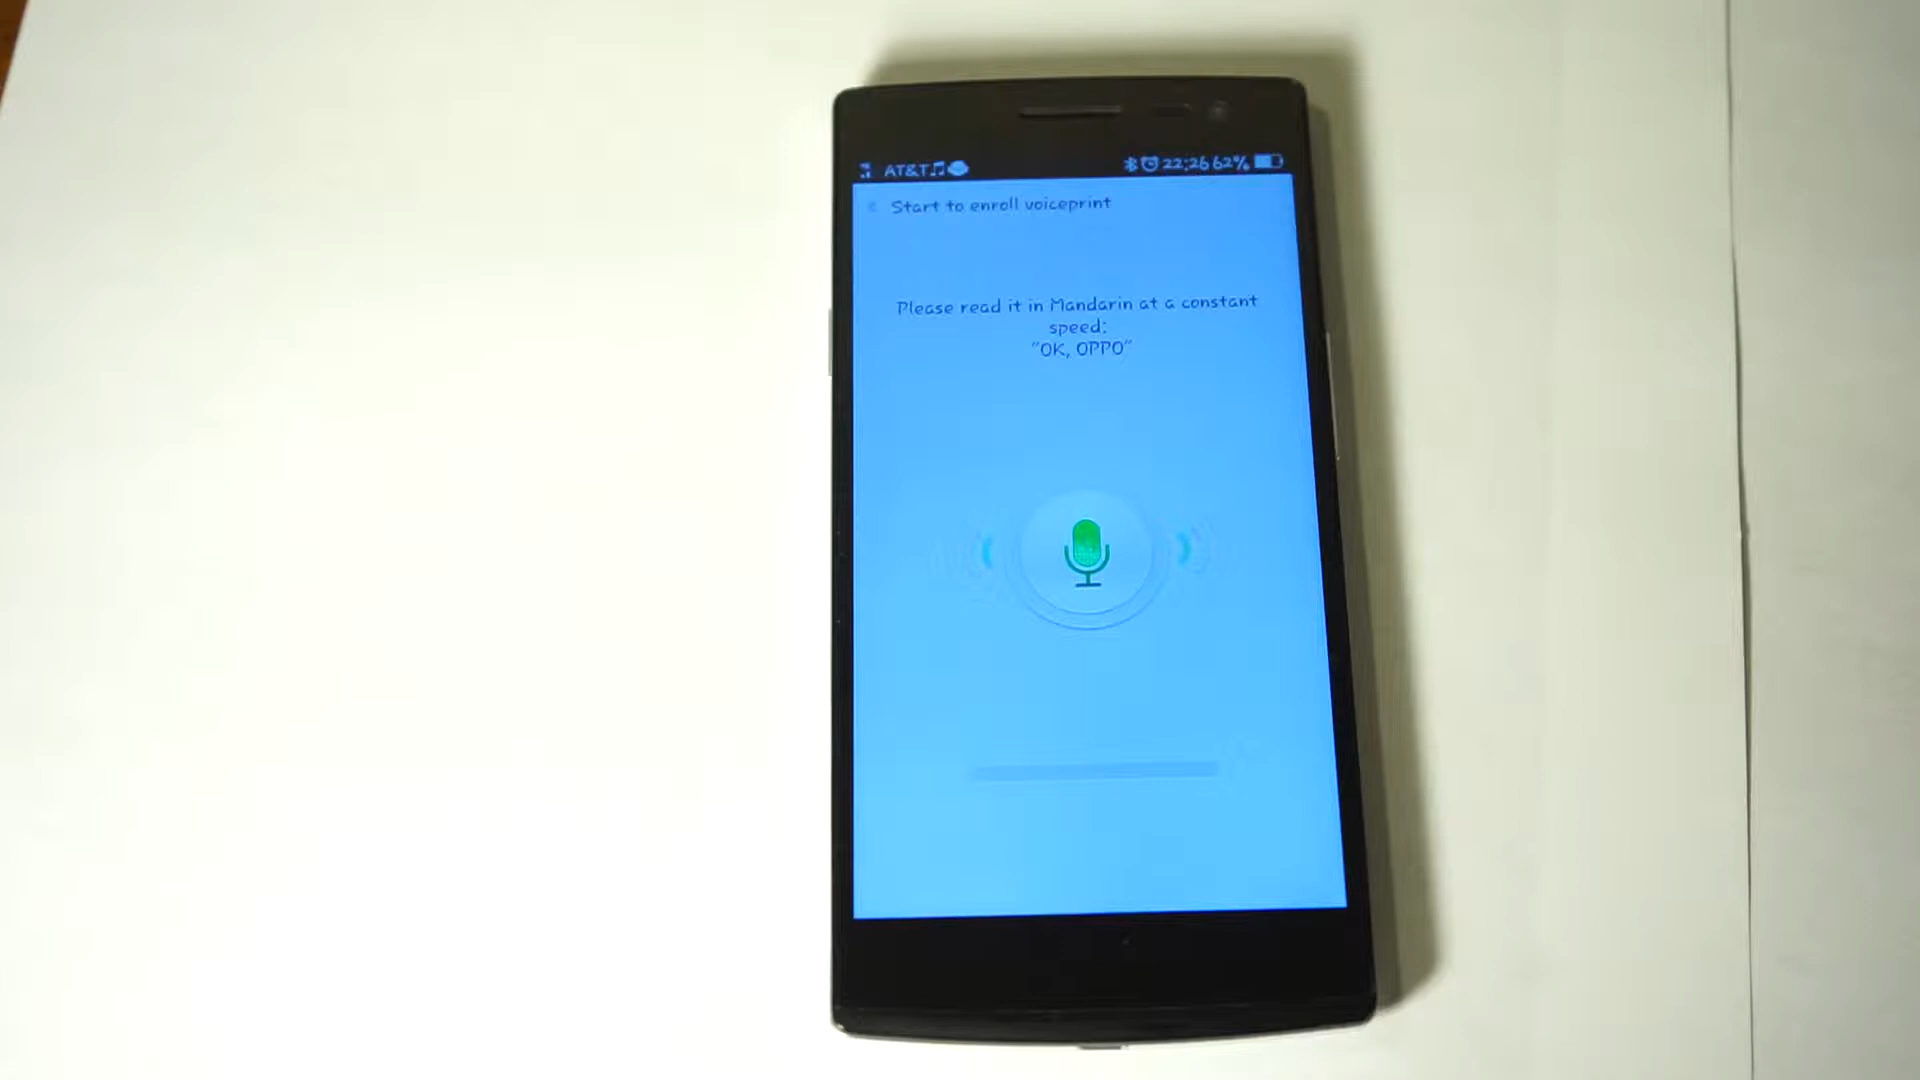 AT&T 22:26 62%
Start to enroll voiceprint
Please read it in Mandarin at a constant
speed:
"OK, OPPO"